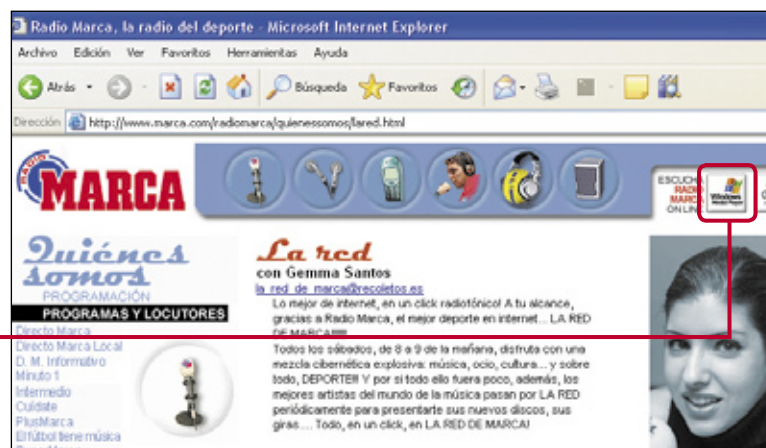 Radio Marca, la radio del deporte - Microsoft Internet Explorer
Archivo Edición Ver Favoritos Herramientas Ayuda
Atrás Búsqueda Favoritos
Dirección http://www.marca.com/radiomarca/quienessomos/lared.html
RADIO
MARCA
ESCUCHA
RADIO
MARCA
ON LINE
Windows
Media Player
Quiénes
somos
PROGRAMACIÓN
PROGRAMAS Y LOCUTORES
Directo Marca
Directo Marca Local
D. M. Informativo
Minuto 1
Intermedio
Cuídate
PlusMarca
El fútbol tiene música
La red
con Gemma Santos
la_red_de_marca@recoletos.es
Lo mejor de internet, en un click radiotónico! A tu alcance,
gracias a Radio Marca, el mejor deporte en internet... LA RED
DE MARCA!!!!!
Todos los sábados, de 8 a 9 de la mañana, disfruta con una
mezcla cibernética explosiva: música, ocio, cultura... y sobre
todo, DEPORTE!!! Y por si todo ello fuera poco, además, los
mejores artistas del mundo de la música pasan por LA RED
periódicamente para presentarte sus nuevos discos, sus
giras.... Todo, en un click, en LA RED DE MARCA!